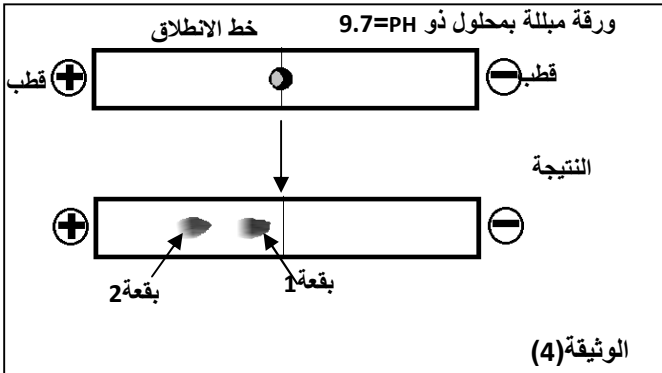 ورقة مبللة بمحلول ذو PH=9.7
خط الانطلاق
قطب
قطب
النتيجة
بقعة1
بقعة2
الوثيقة(4)